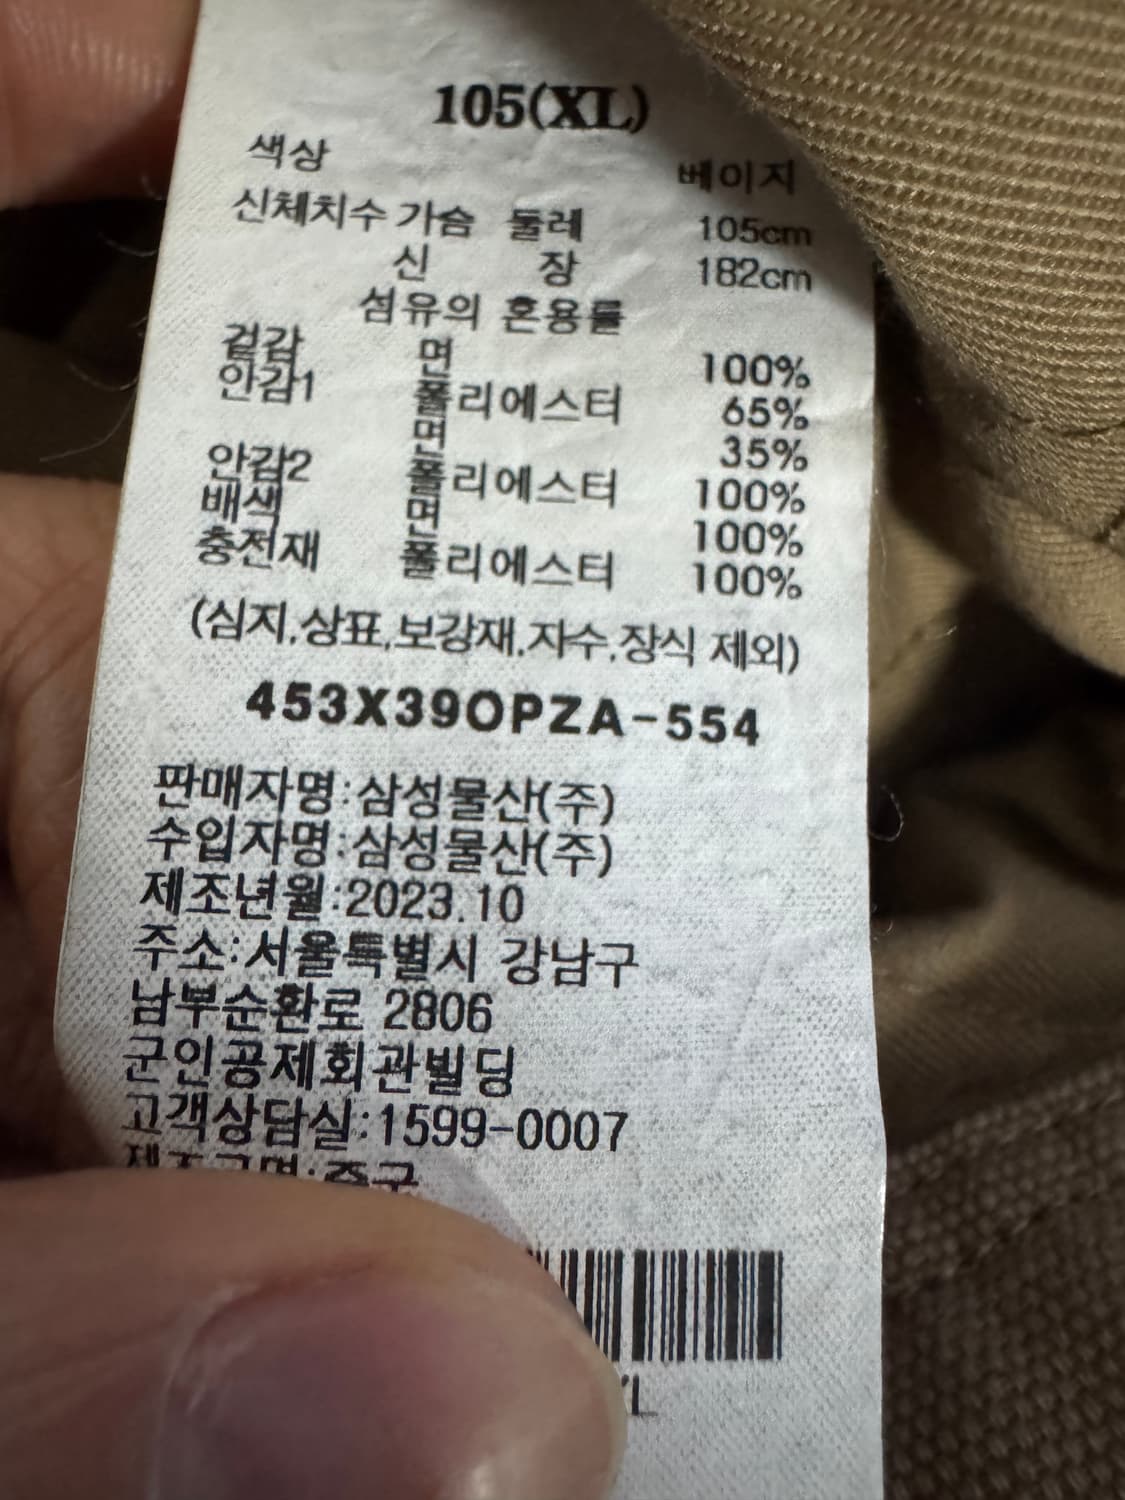 105(XL)
색상 베이지
신체치수 가슴 둘레 105cm
신 장 182cm
섬유의 혼용률
겉감 면 100%
안감1 폴리에스터 65%
면 35%
안감2 폴리에스터 100%
배색 면 100%
충전재 폴리에스터 100%
(심지,상표,보강재,자수,장식 제외)
453X39OPZA-554
판매자명:삼성물산(주)
수입자명:삼성물산(주)
제조년월:2023.10
주소:서울특별시 강남구
남부순환로 2806
군인공제회관빌딩
고객상담실:1599-0007
제조국명:중국